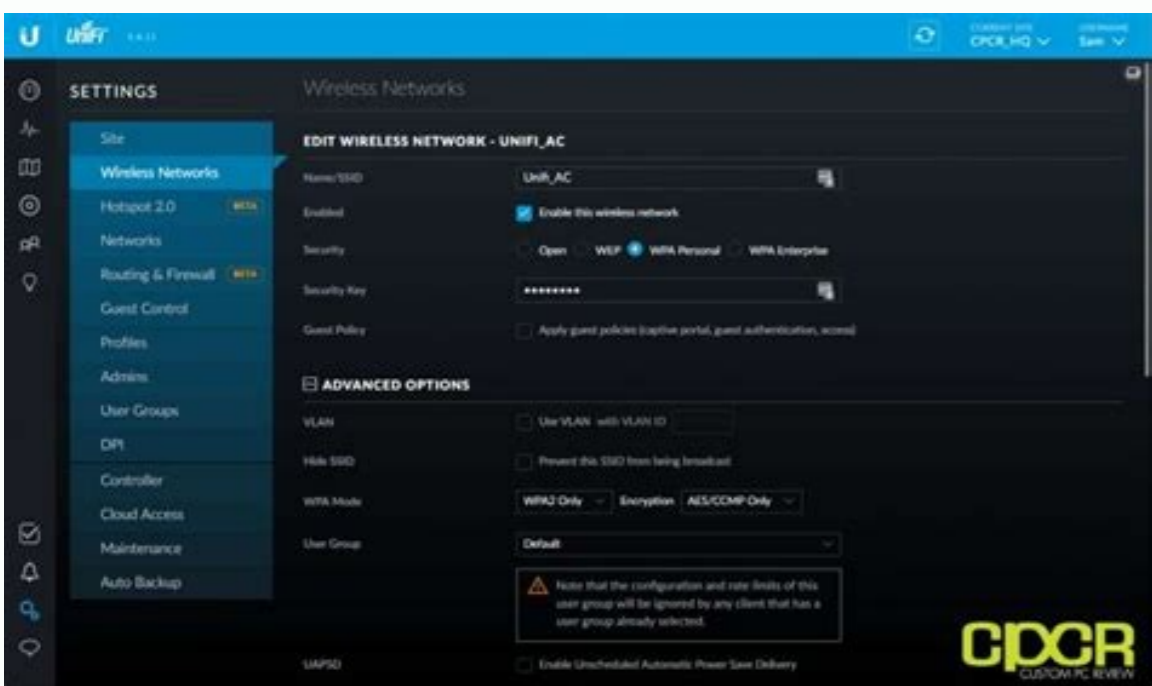 U UniFi CURRENT SITE USERNAME
CPCR_HQ Sam
SETTINGS
Site
Wireless Networks
Hotspot 2.0 BETA
Networks
Routing & Firewall BETA
Guest Control
Profiles
Admins
User Groups
DPI
Controller
Cloud Access
Maintenance
Auto Backup
Wireless Networks
EDIT WIRELESS NETWORK - UNIFI_AC
Name/SSID Unifi_AC
Enabled Enable this wireless network
Security Open WEP WPA Personal WPA Enterprise
Security Key ••••••••
Guest Policy Apply guest policies (captive portal, guest authentication, access)
ADVANCED OPTIONS
VLAN Use VLAN with VLAN ID
Hide SSID Prevent this SSID from being broadcast
WPA Mode WPA2 Only Encryption AES/CCMP Only
User Group Default
Note that the configuration and rate limits of this
user group will be ignored by any client that has a
user group already selected.
UAPSD Enable Unscheduled Automatic Power Save Delivery
CPCR
CUSTOM PC REVIEW